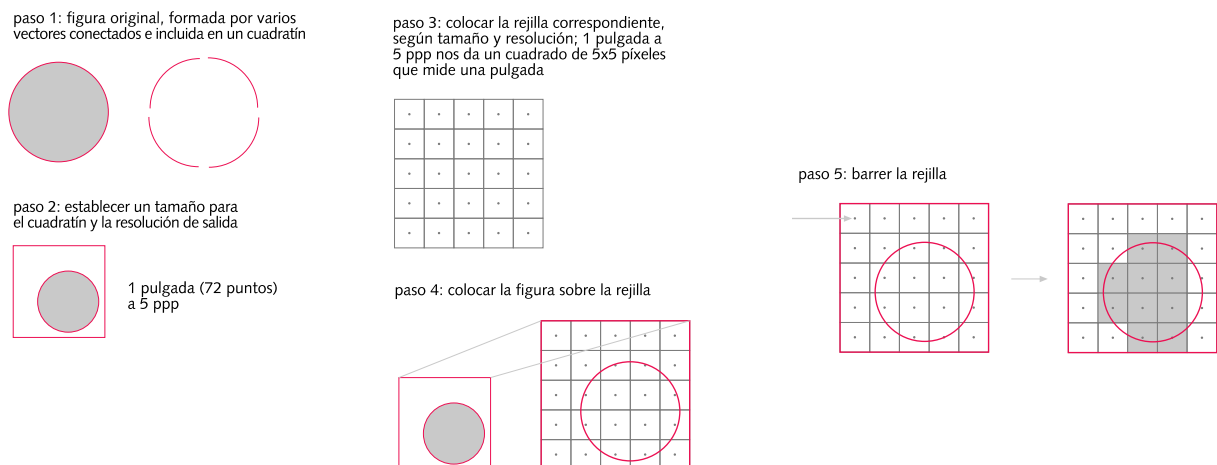 paso 1: figura original, formada por varios
vectores conectados e incluida en un cuadratín
paso 2: establecer un tamaño para
el cuadratín y la resolución de salida
1 pulgada (72 puntos)
a 5 ppp
paso 3: colocar la rejilla correspondiente,
según tamaño y resolución; 1 pulgada a
5 ppp nos da un cuadrado de 5x5 píxeles
que mide una pulgada
paso 4: colocar la figura sobre la rejilla
paso 5: barrer la rejilla